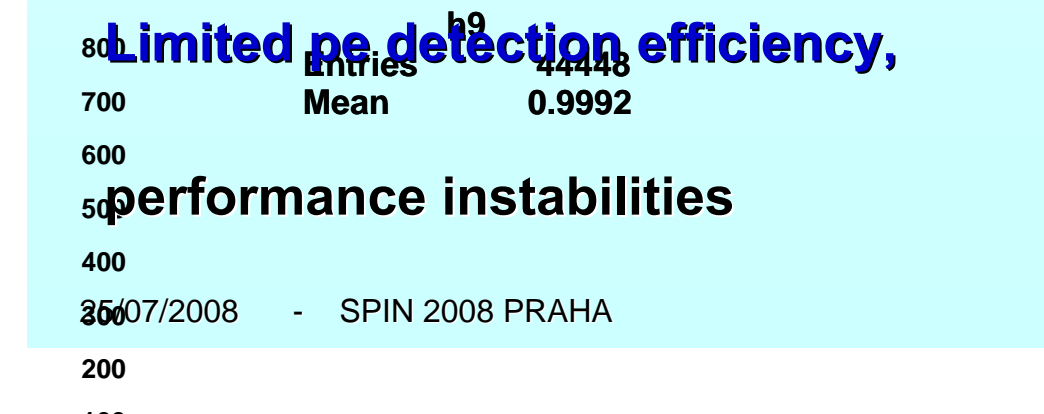 h9
800
Limited pe detection efficiency,
Entries 44448
Mean 0.9992
700
600
performance instabilities
500
400
25/07/2008 - SPIN 2008 PRAHA
300
200
100